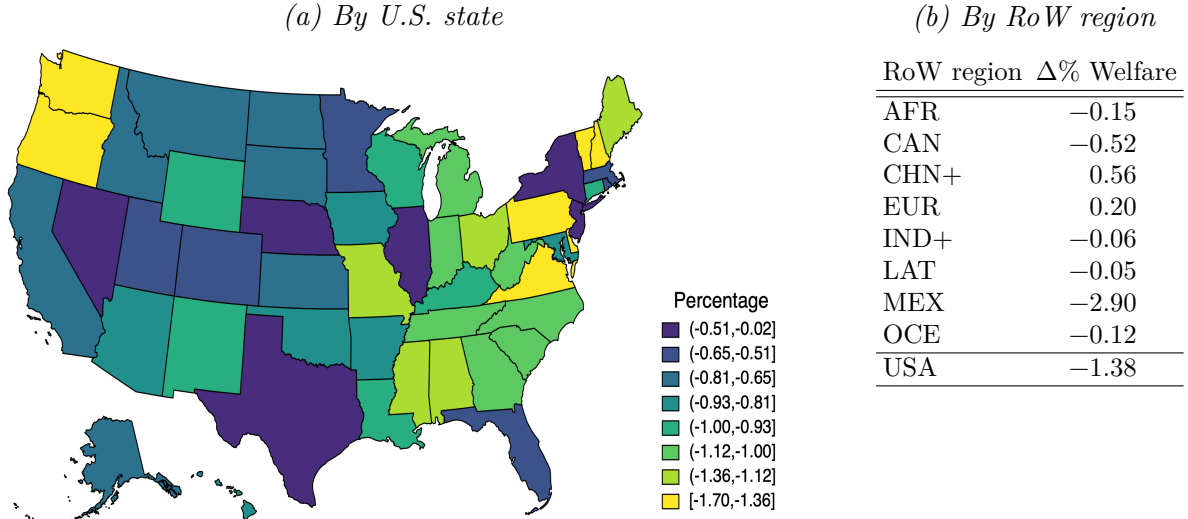 (a) By U.S. state
Percentage
(-0.51,-0.02]
(-0.65,-0.51]
(-0.81,-0.65]
(-0.93,-0.81]
(-1.00,-0.93]
(-1.12,-1.00]
(-1.36,-1.12]
[-1.70,-1.36]
(b) By RoW region
RoW region Δ% Welfare
AFR −0.15
CAN −0.52
CHN+ 0.56
EUR 0.20
IND+ −0.06
LAT −0.05
MEX −2.90
OCE −0.12
USA −1.38